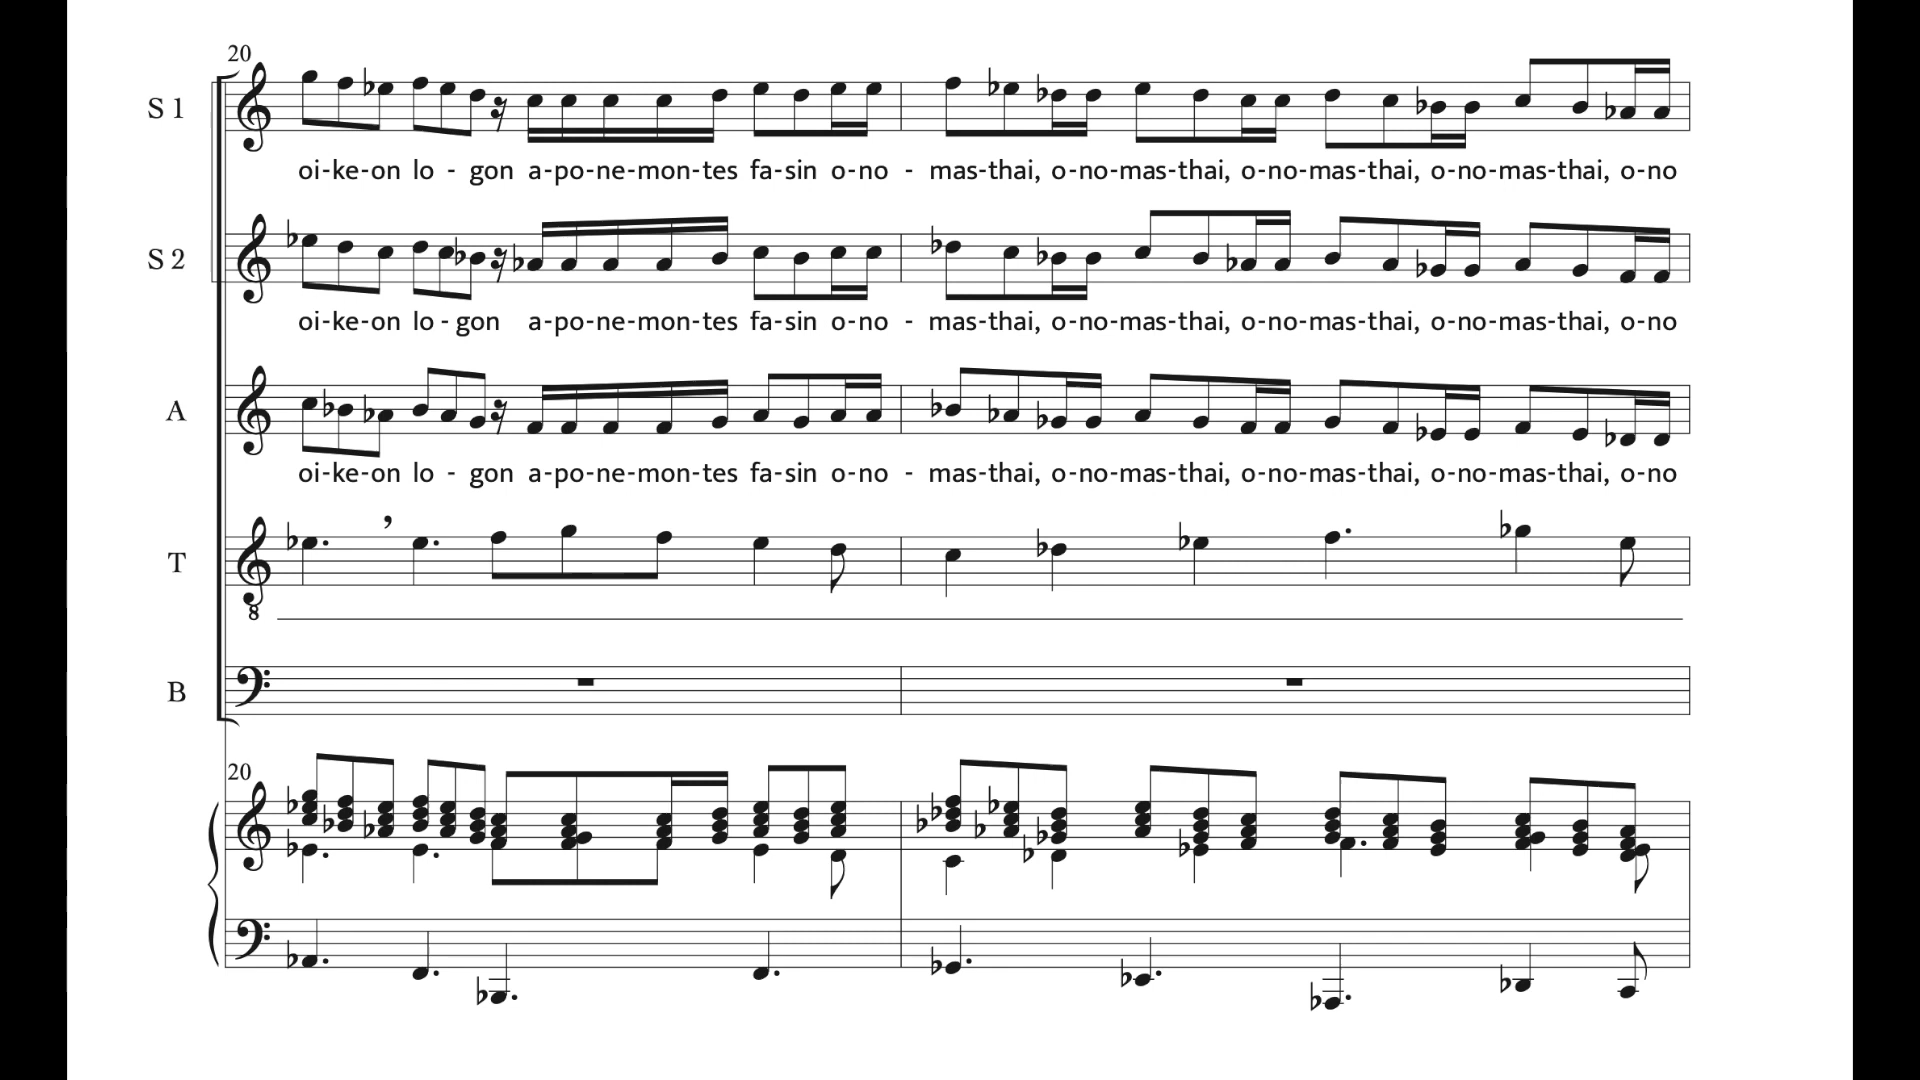 20
S 1
oi-ke-on lo - gon a-po-ne-mon-tes fa-sin o-no - mas-thai, o-no-mas-thai, o-no-mas-thai, o-no-mas-thai, o-no
S 2
oi-ke-on lo - gon a-po-ne-mon-tes fa-sin o-no - mas-thai, o-no-mas-thai, o-no-mas-thai, o-no-mas-thai, o-no
A
oi-ke-on lo - gon a-po-ne-mon-tes fa-sin o-no - mas-thai, o-no-mas-thai, o-no-mas-thai, o-no-mas-thai, o-no
T
8
B
20